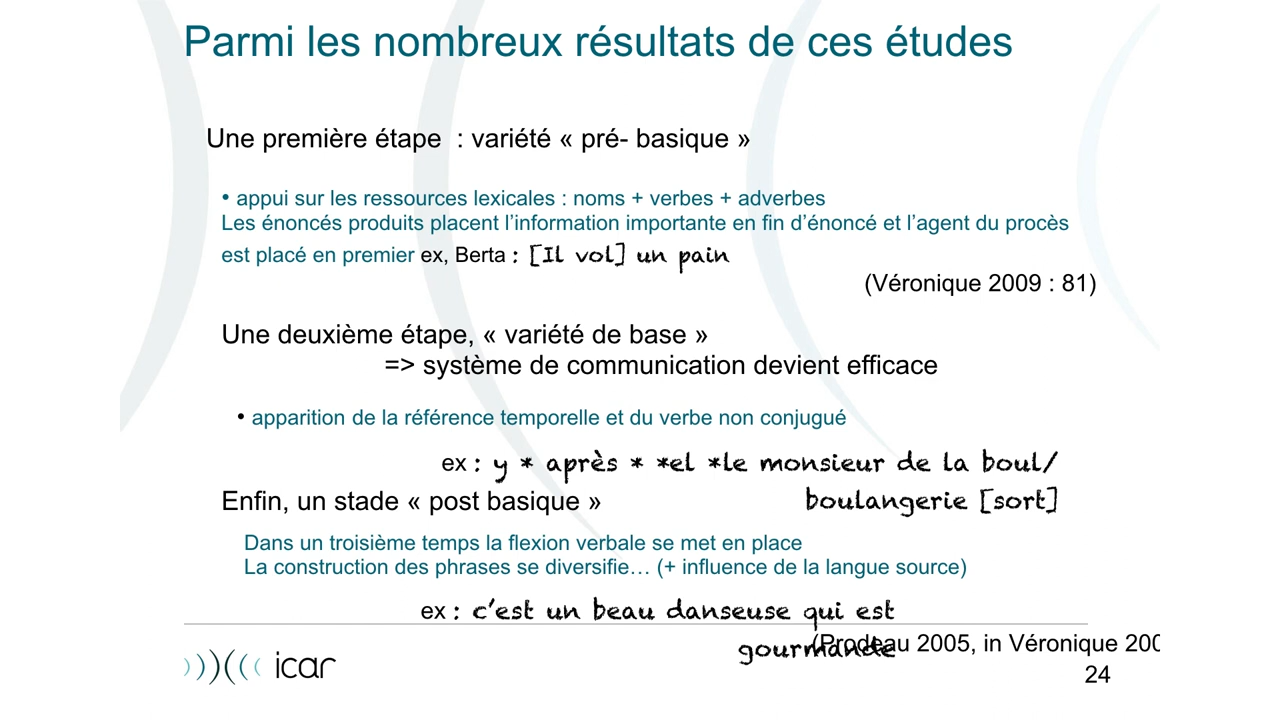 Parmi les nombreux résultats de ces études
Une première étape : variété « pré- basique »
• appui sur les ressources lexicales : noms + verbes + adverbes
Les énoncés produits placent l’information importante en fin d’énoncé et l’agent du procès
est placé en premier ex, Berta : [Il vol] un pain
(Véronique 2009 : 81)
Une deuxième étape, « variété de base »
=> système de communication devient efficace
• apparition de la référence temporelle et du verbe non conjugué
ex : y * après * *el *le monsieur de la boul/
boulangerie [sort]
Enfin, un stade « post basique »
Dans un troisième temps la flexion verbale se met en place
La construction des phrases se diversifie… (+ influence de la langue source)
ex : c’est un beau danseuse qui est
gourmande
(Prodeau 2005, in Véronique 200
icar
24